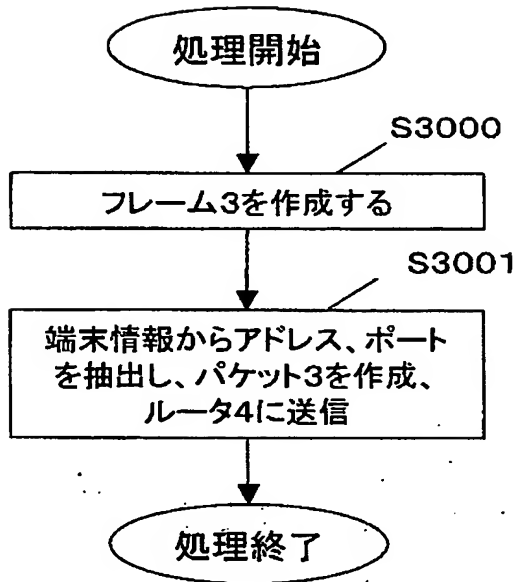 処理開始
S3000
フレーム3を作成する
S3001
端末情報からアドレス、ポート
を抽出し、パケット3を作成、
ルータ4に送信
処理終了